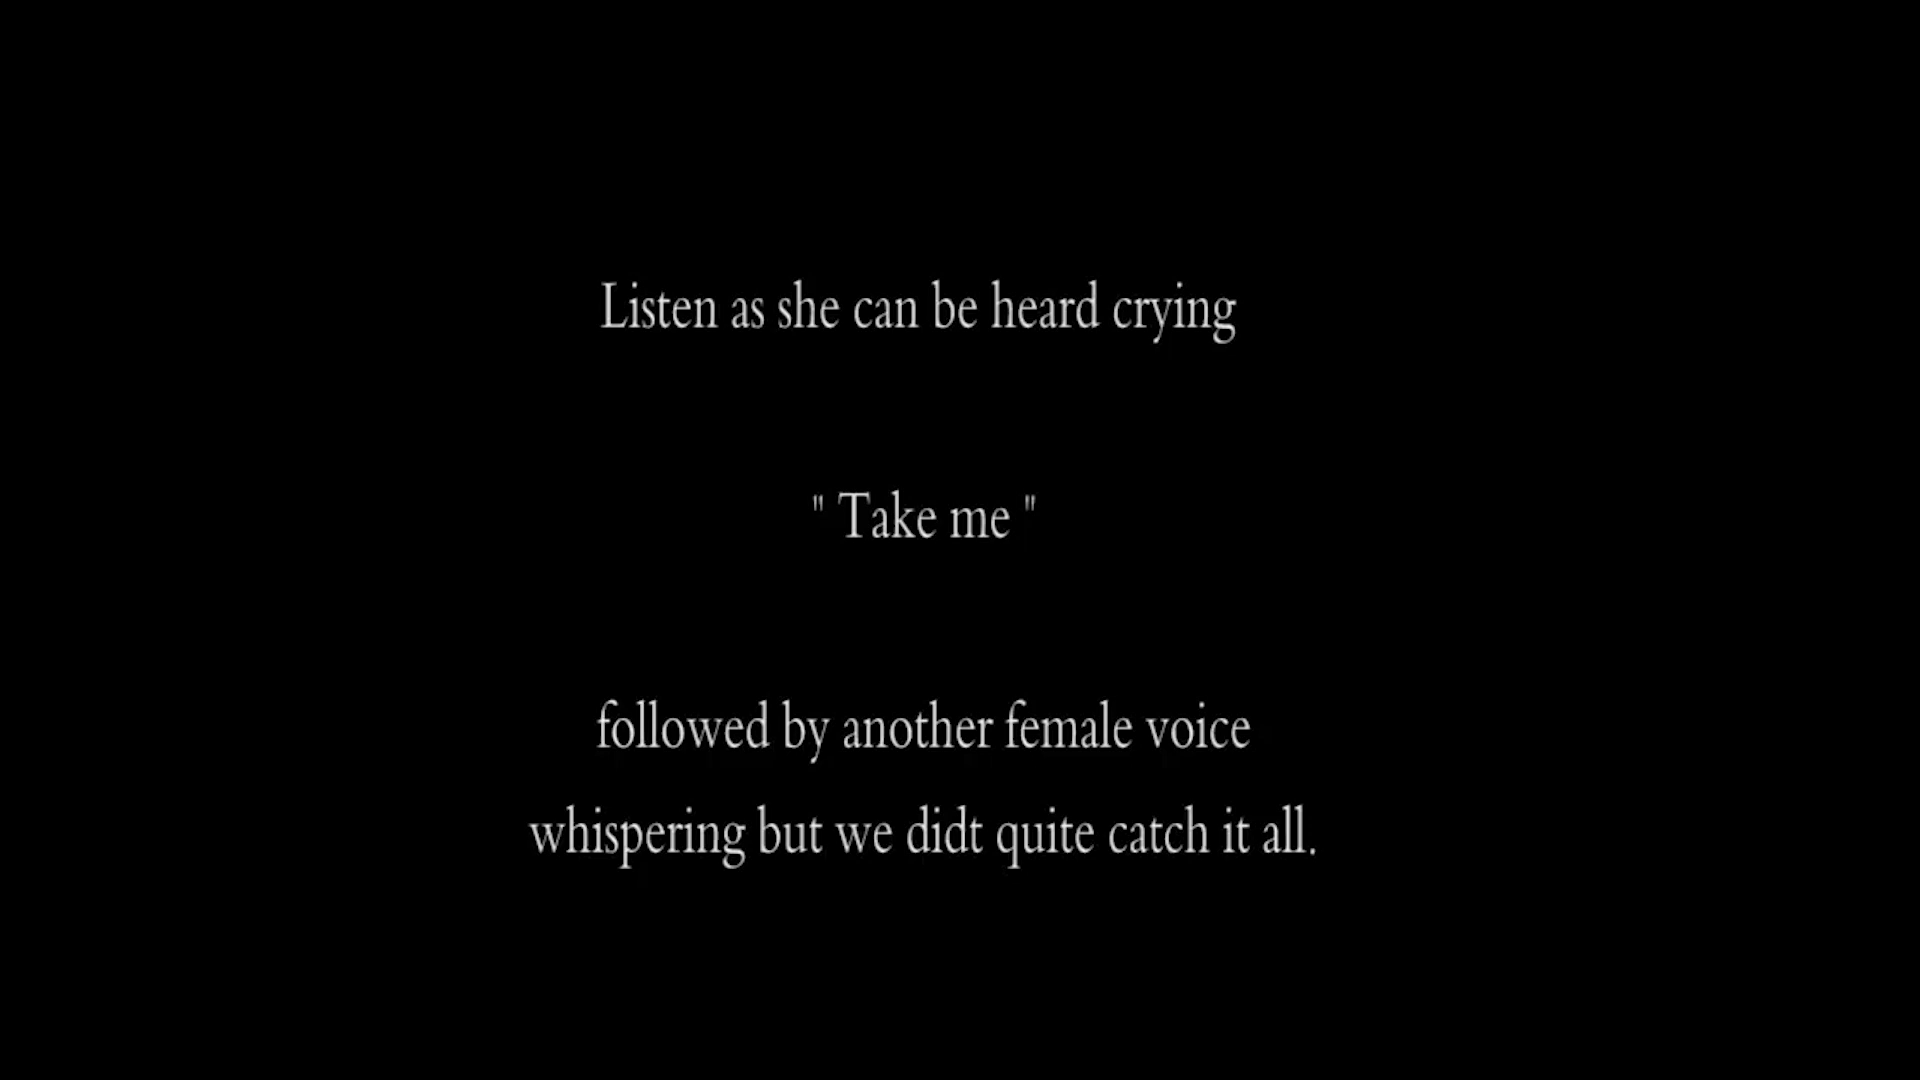 Listen as she can be heard crying
" Take me "
followed by another female voice
whispering but we didt quite catch it all.